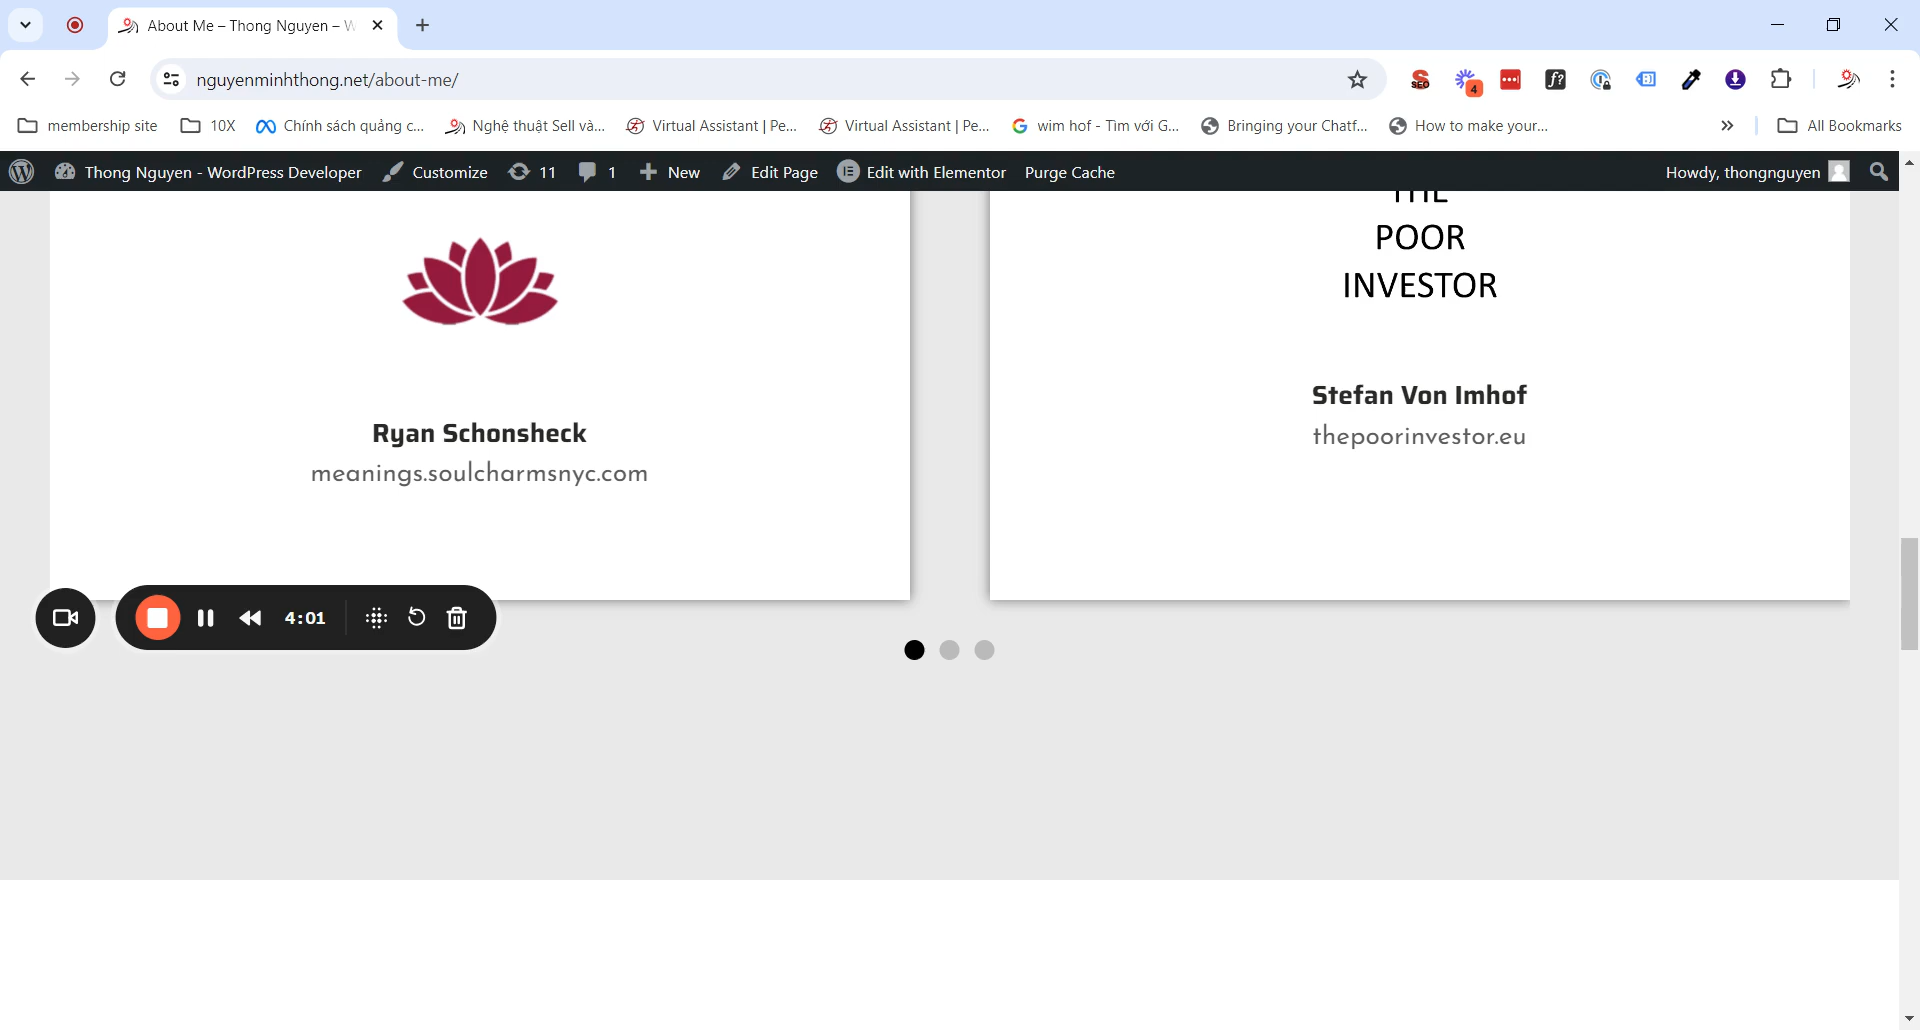 About Me – Thong Nguyen – W
nguyenminhthong.net/about-me/
SEO
4
f?
membership site
10X
Chính sách quảng c...
Nghệ thuật Sell và...
Virtual Assistant | Pe...
Virtual Assistant | Pe...
wim hof - Tìm với G...
Bringing your Chatf...
How to make your...
All Bookmarks
Thong Nguyen - WordPress Developer
Customize
11
1
New
Edit Page
Edit with Elementor
Purge Cache
Howdy, thongnguyen
THE
POOR
INVESTOR
Ryan Schonsheck
meanings.soulcharmsnyc.com
Stefan Von Imhof
thepoorinvestor.eu
4:01